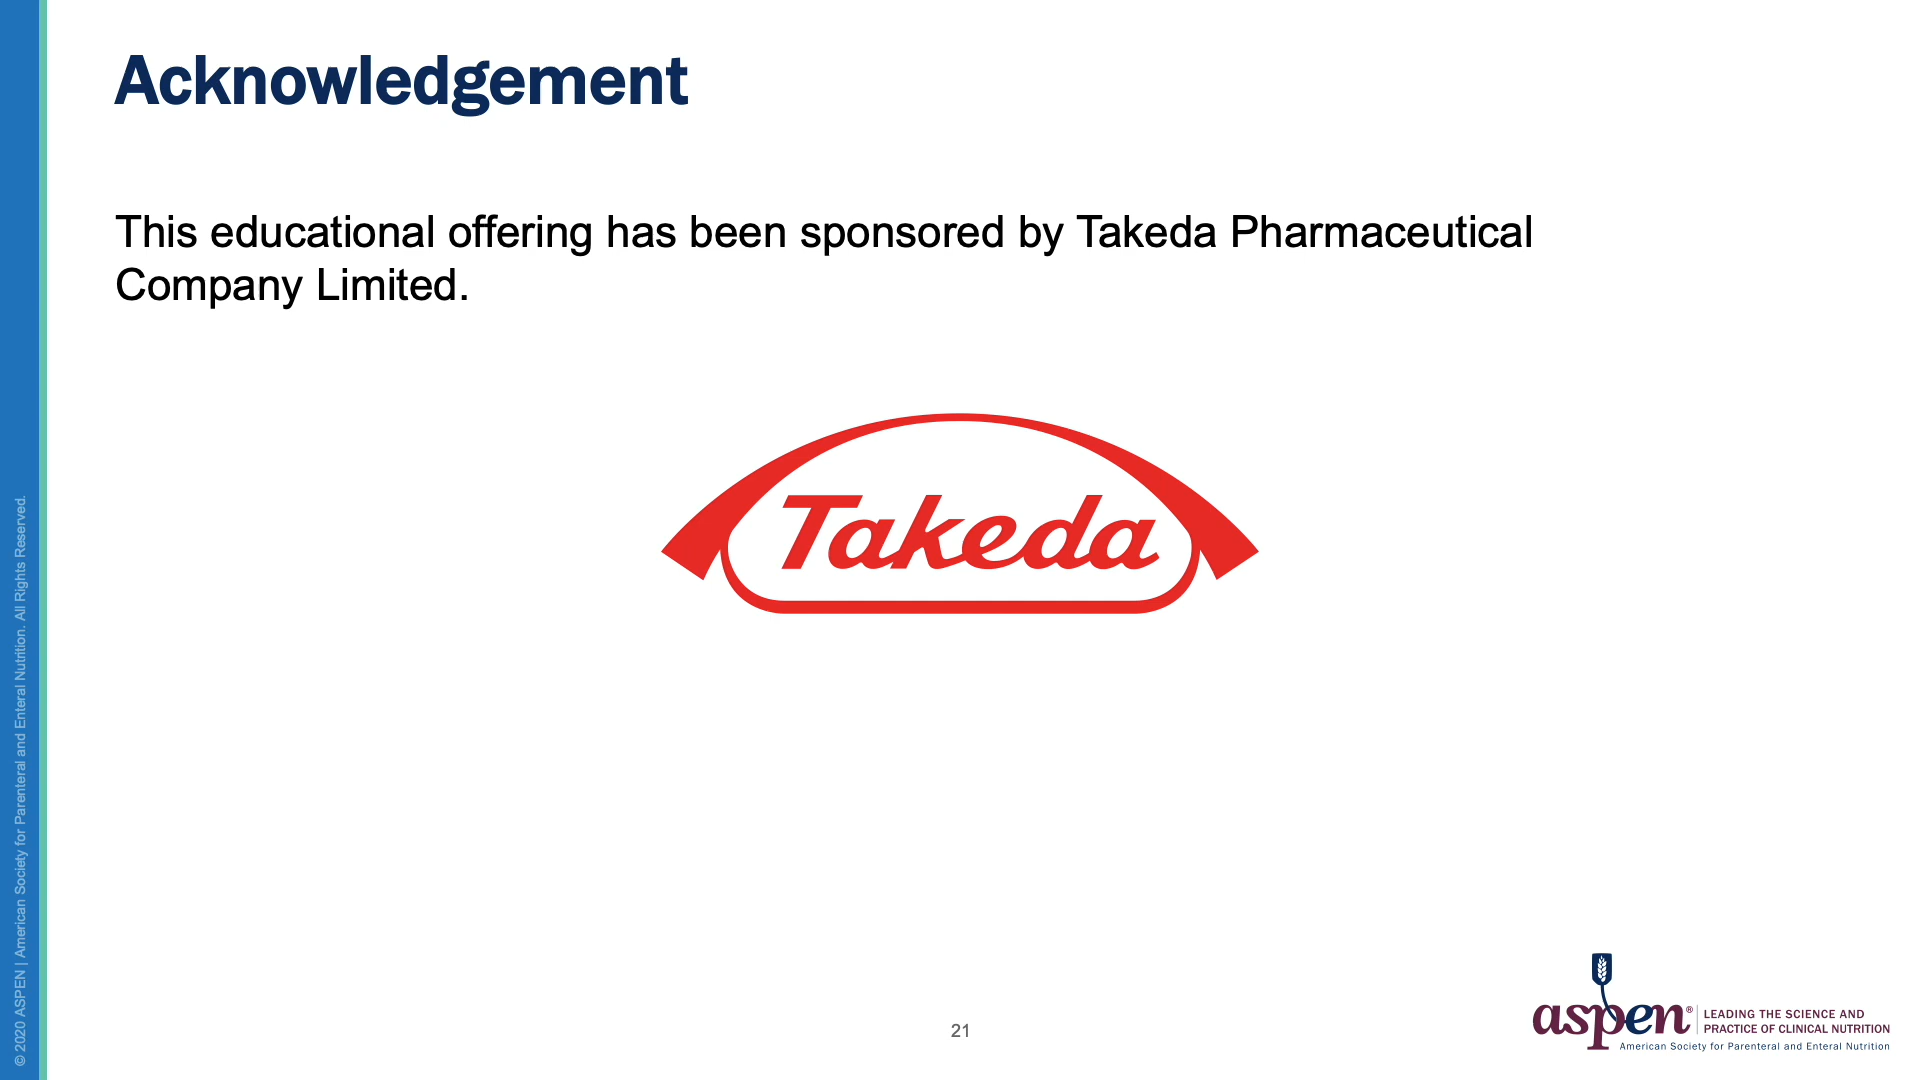 Acknowledgement
This educational offering has been sponsored by Takeda Pharmaceutical
Company Limited.
Takeda
© 2020 ASPEN | American Society for Parenteral and Enteral Nutrition. All Rights Reserved.
21
aspen®
LEADING THE SCIENCE AND
PRACTICE OF CLINICAL NUTRITION
American Society for Parenteral and Enteral Nutrition